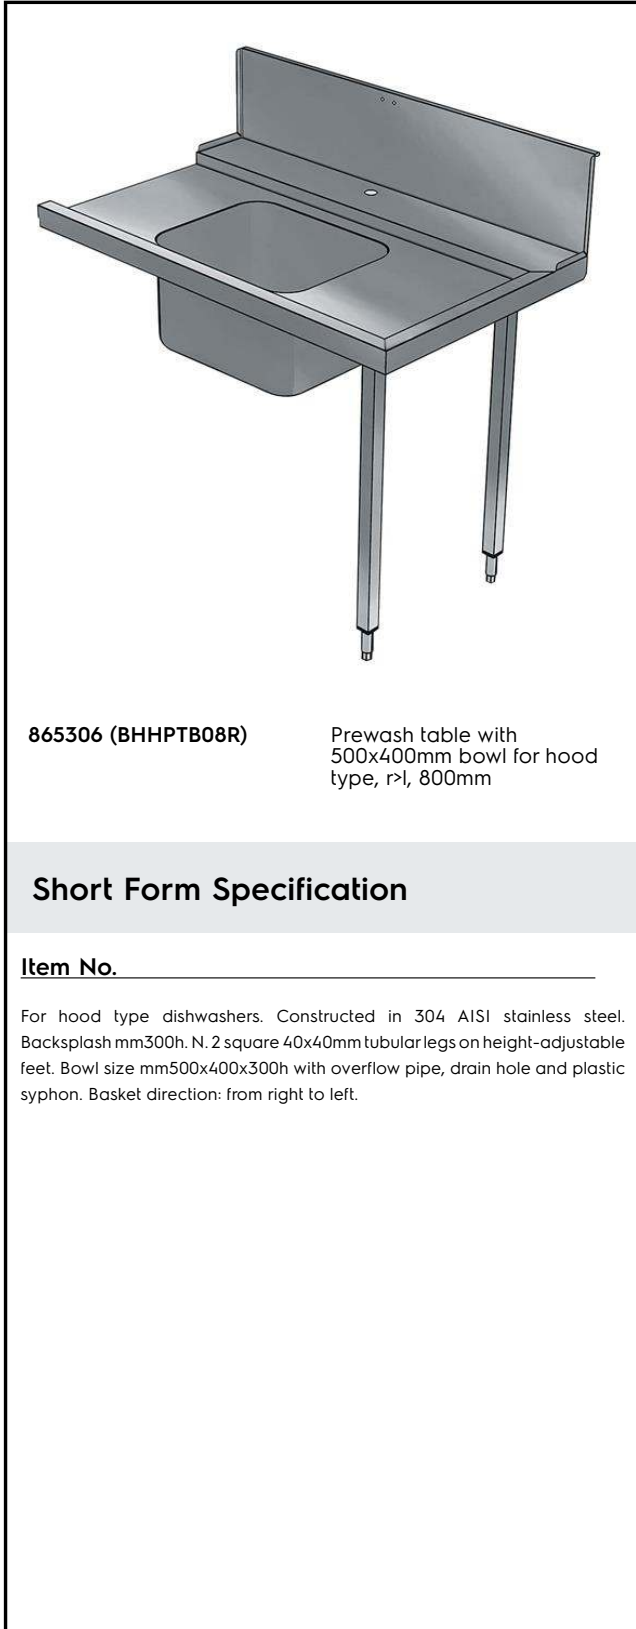 865306 (BHHPTB08R)
Prewash table with
500x400mm bowl for hood
type, r>l, 800mm
Short Form Specification
Item No.
For hood type dishwashers. Constructed in 304 AISI stainless steel.
Backsplash mm300h. N. 2 square 40x40mm tubular legs on height-adjustable
feet. Bowl size mm500x400x300h with overflow pipe, drain hole and plastic
syphon. Basket direction: from right to left.